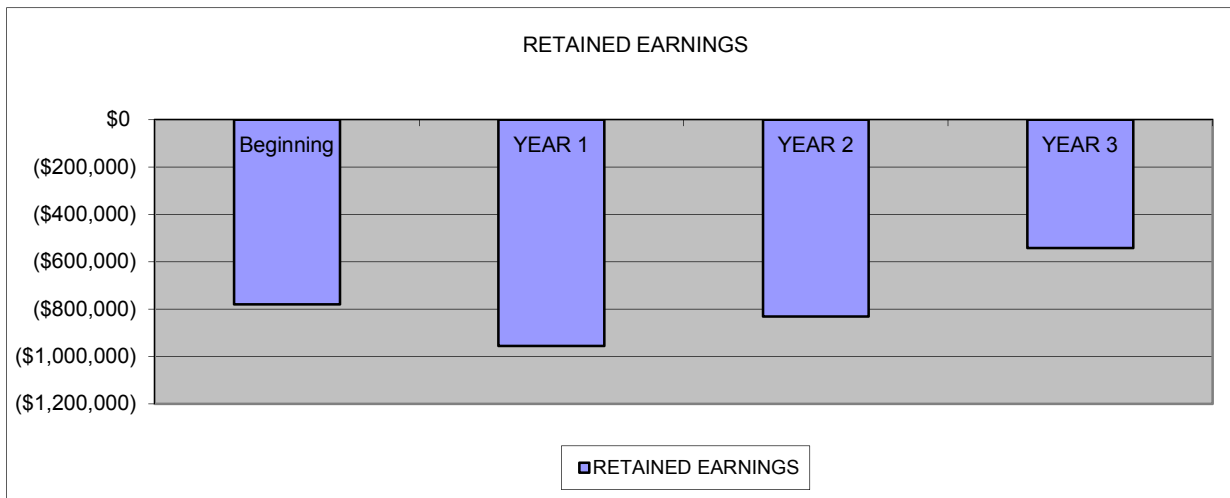 RETAINED EARNINGS
$0
Beginning YEAR 1 YEAR 2 YEAR 3
($200,000)
($400,000)
($600,000)
($800,000)
($1,000,000)
($1,200,000)
RETAINED EARNINGS